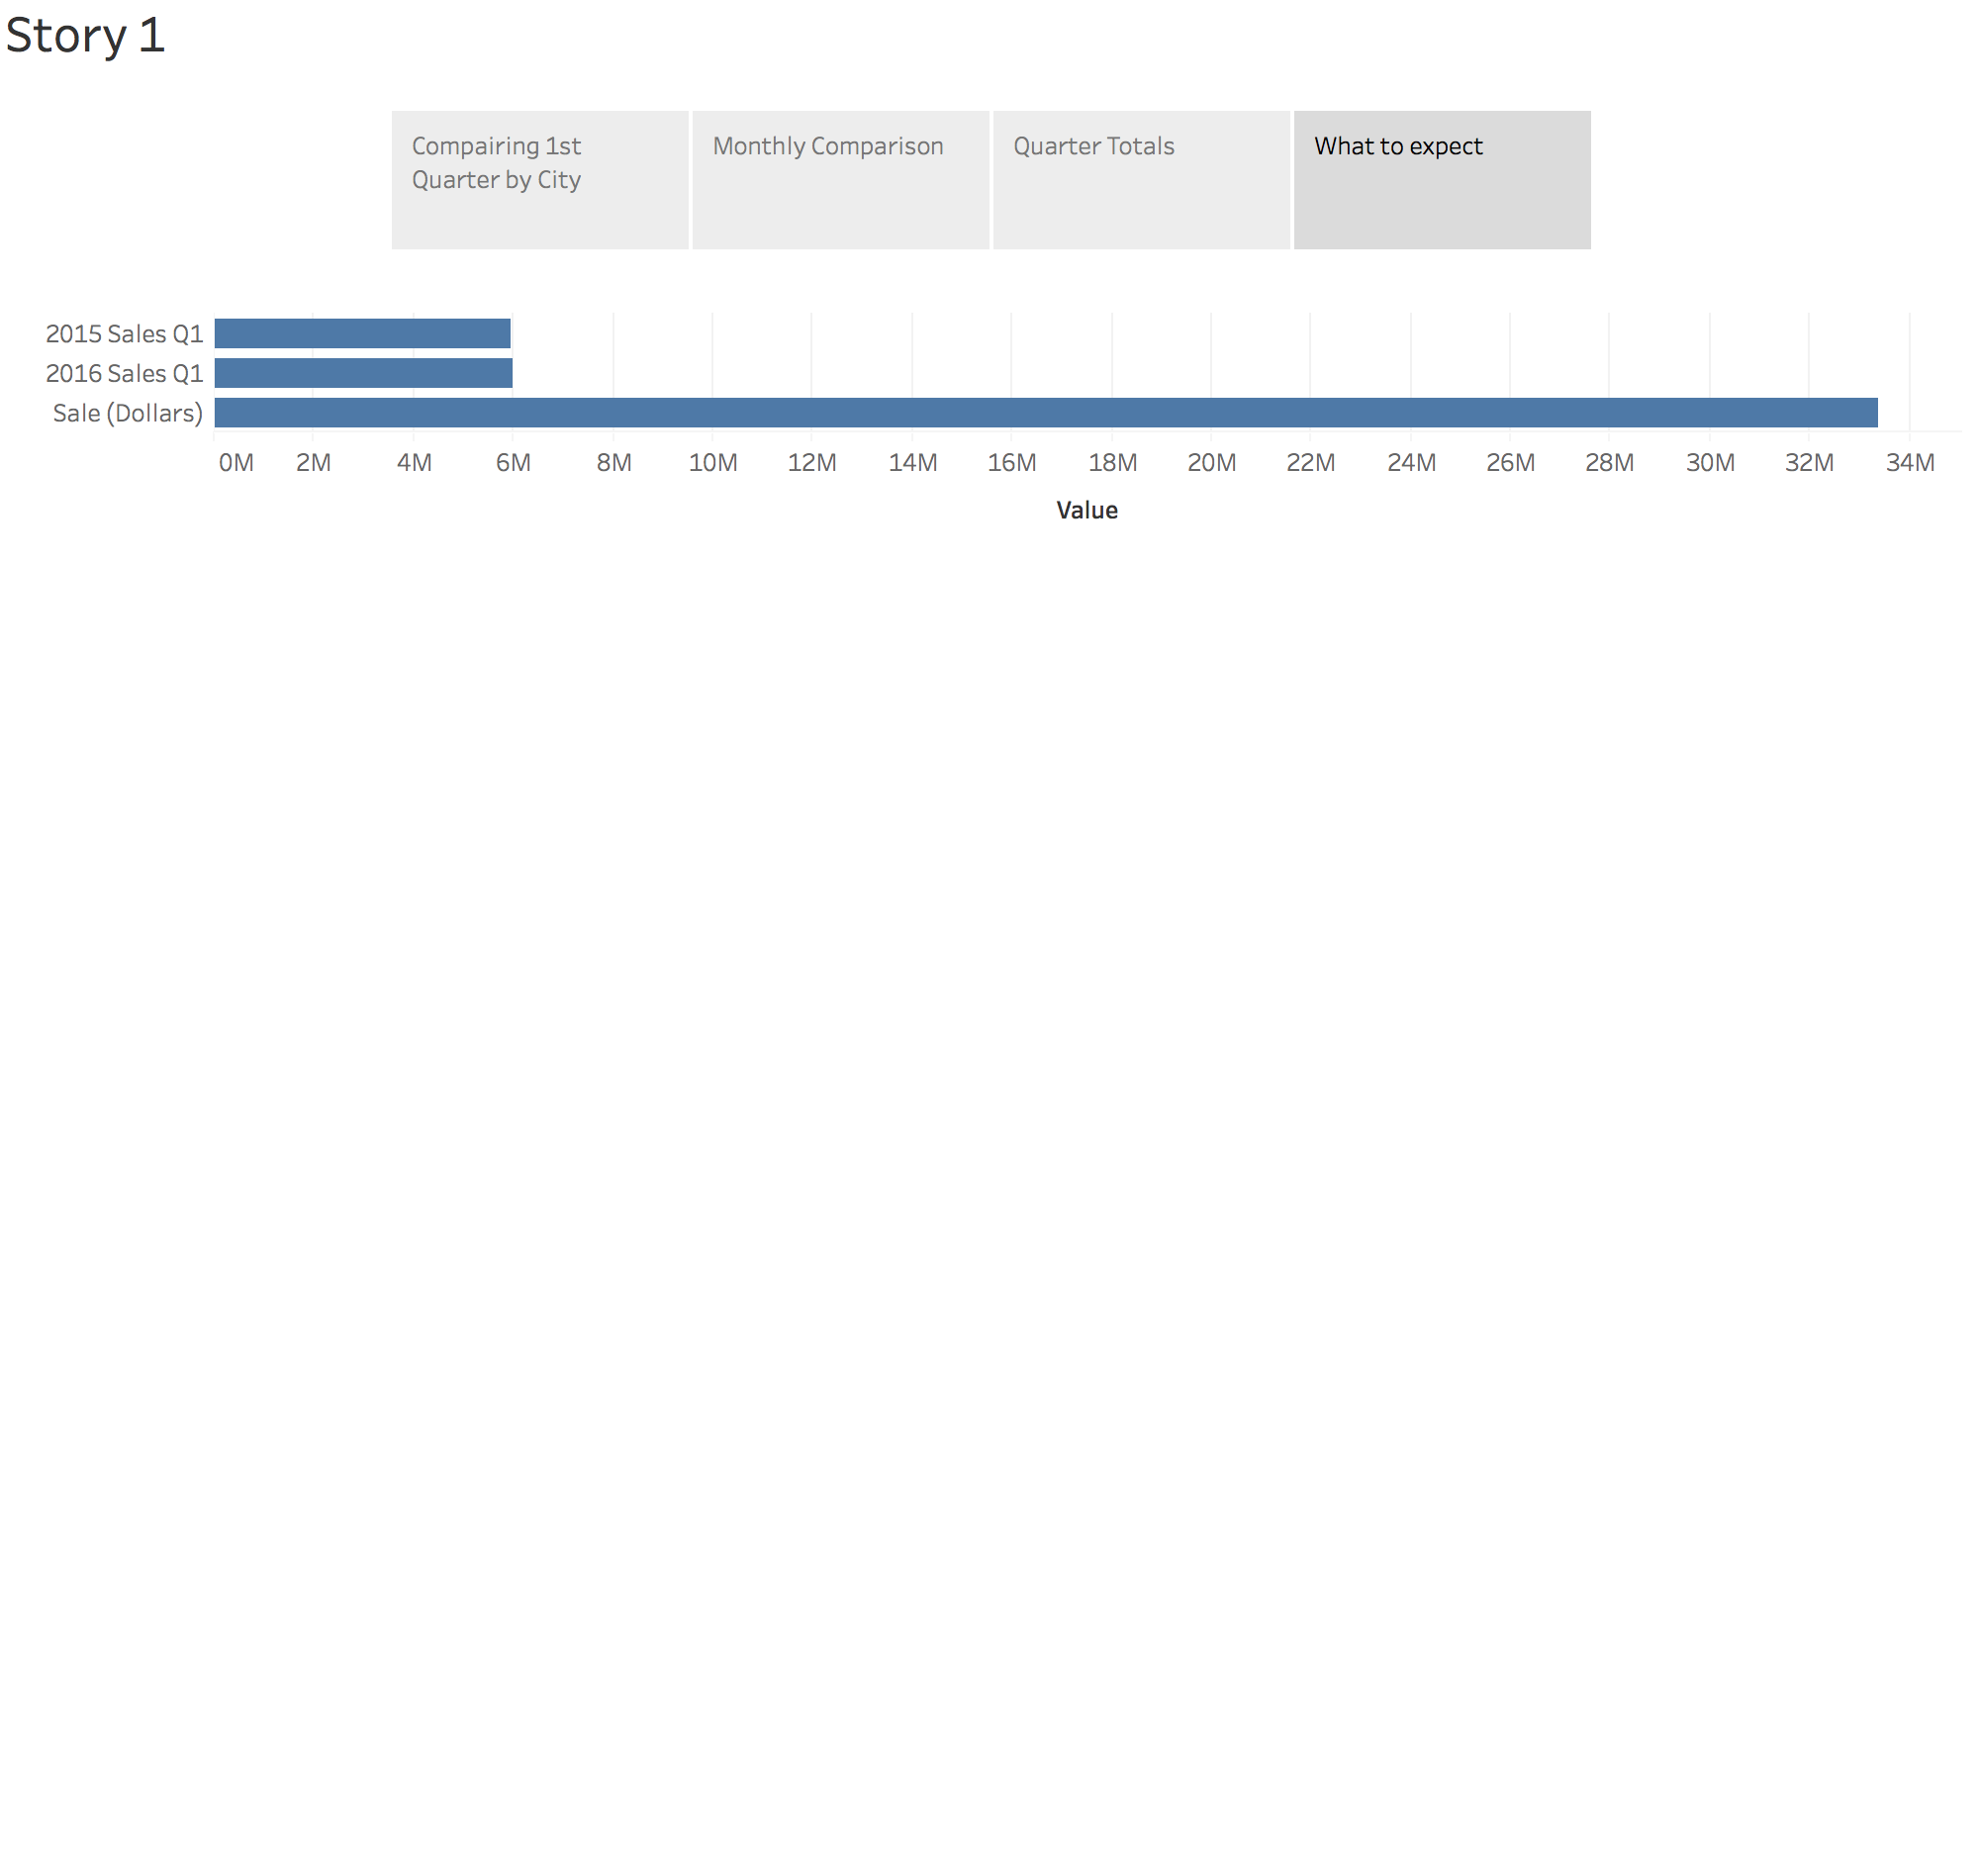 Story 1
Compairing 1st
Quarter by City
Monthly Comparison
Quarter Totals
What to expect
2015 Sales Q1
2016 Sales Q1
Sale (Dollars)
0M 2M 4M 6M 8M 10M 12M 14M 16M 18M 20M 22M 24M 26M 28M 30M 32M 34M
Value